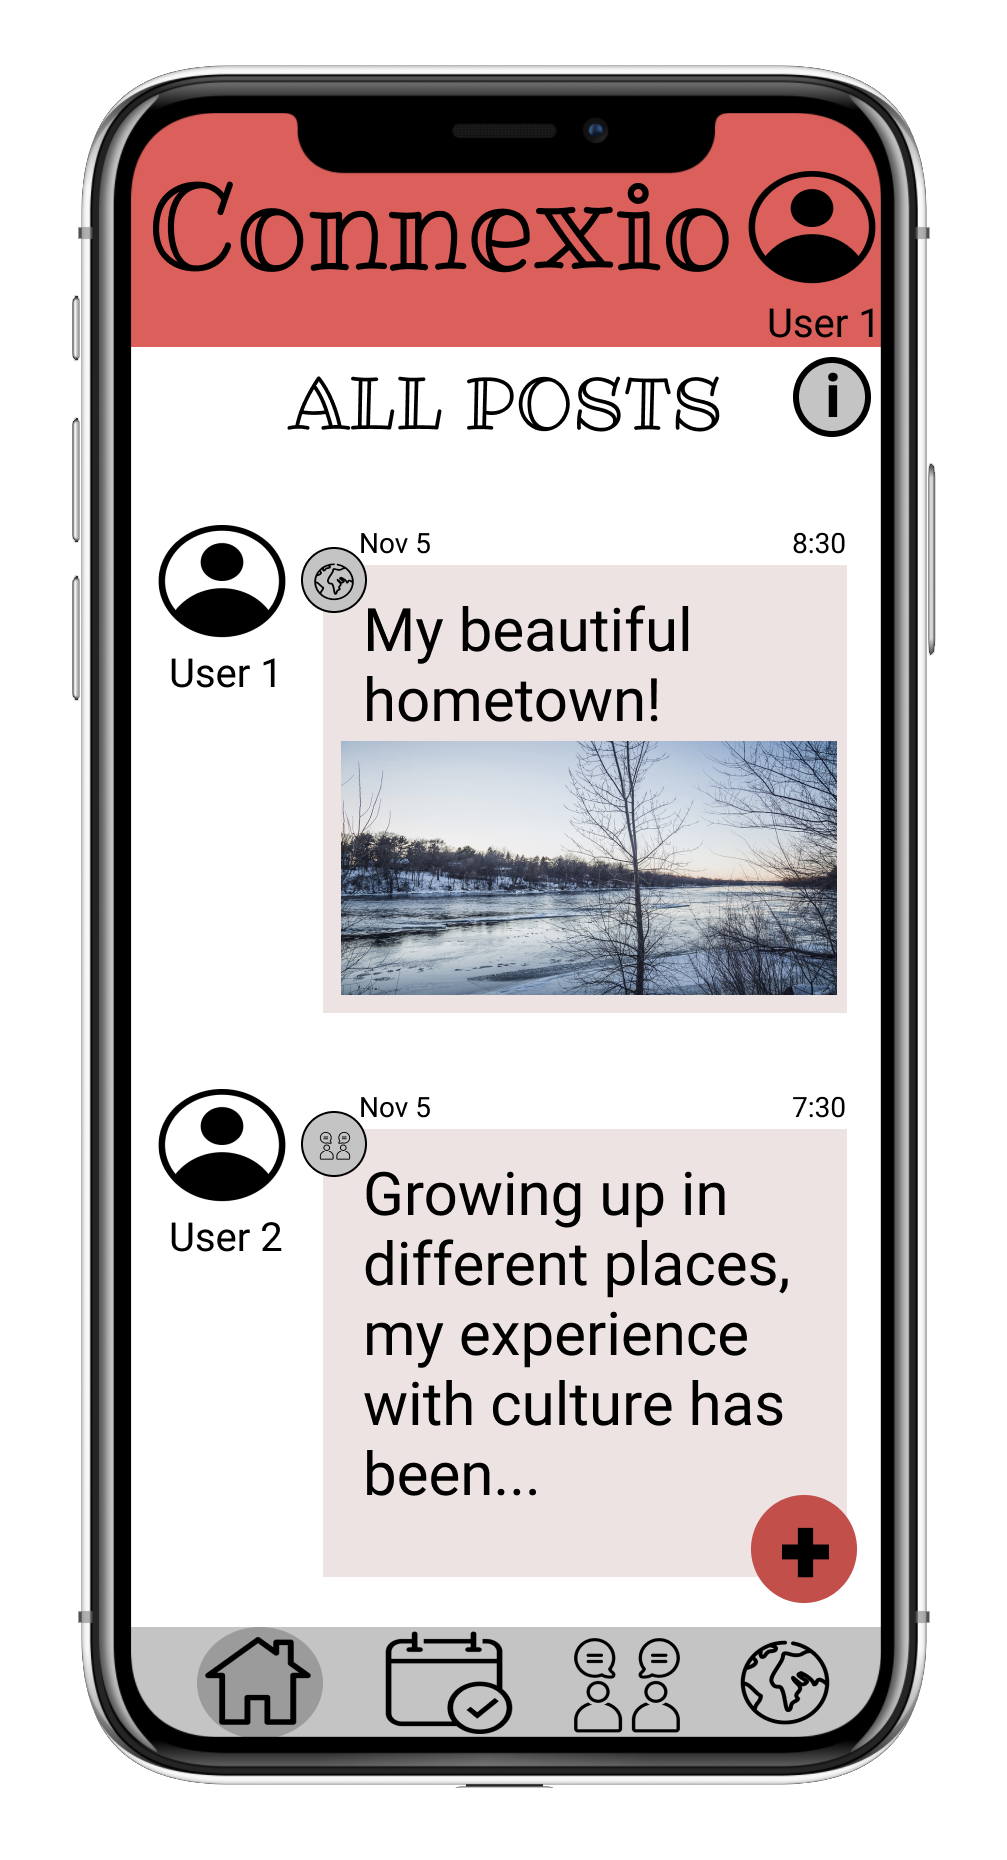 Connexio
User 1
ALL POSTS
i
Nov 5 8:30
User 1
My beautiful
hometown!
Nov 5 7:30
User 2
Growing up in
different places,
my experience
with culture has
been...